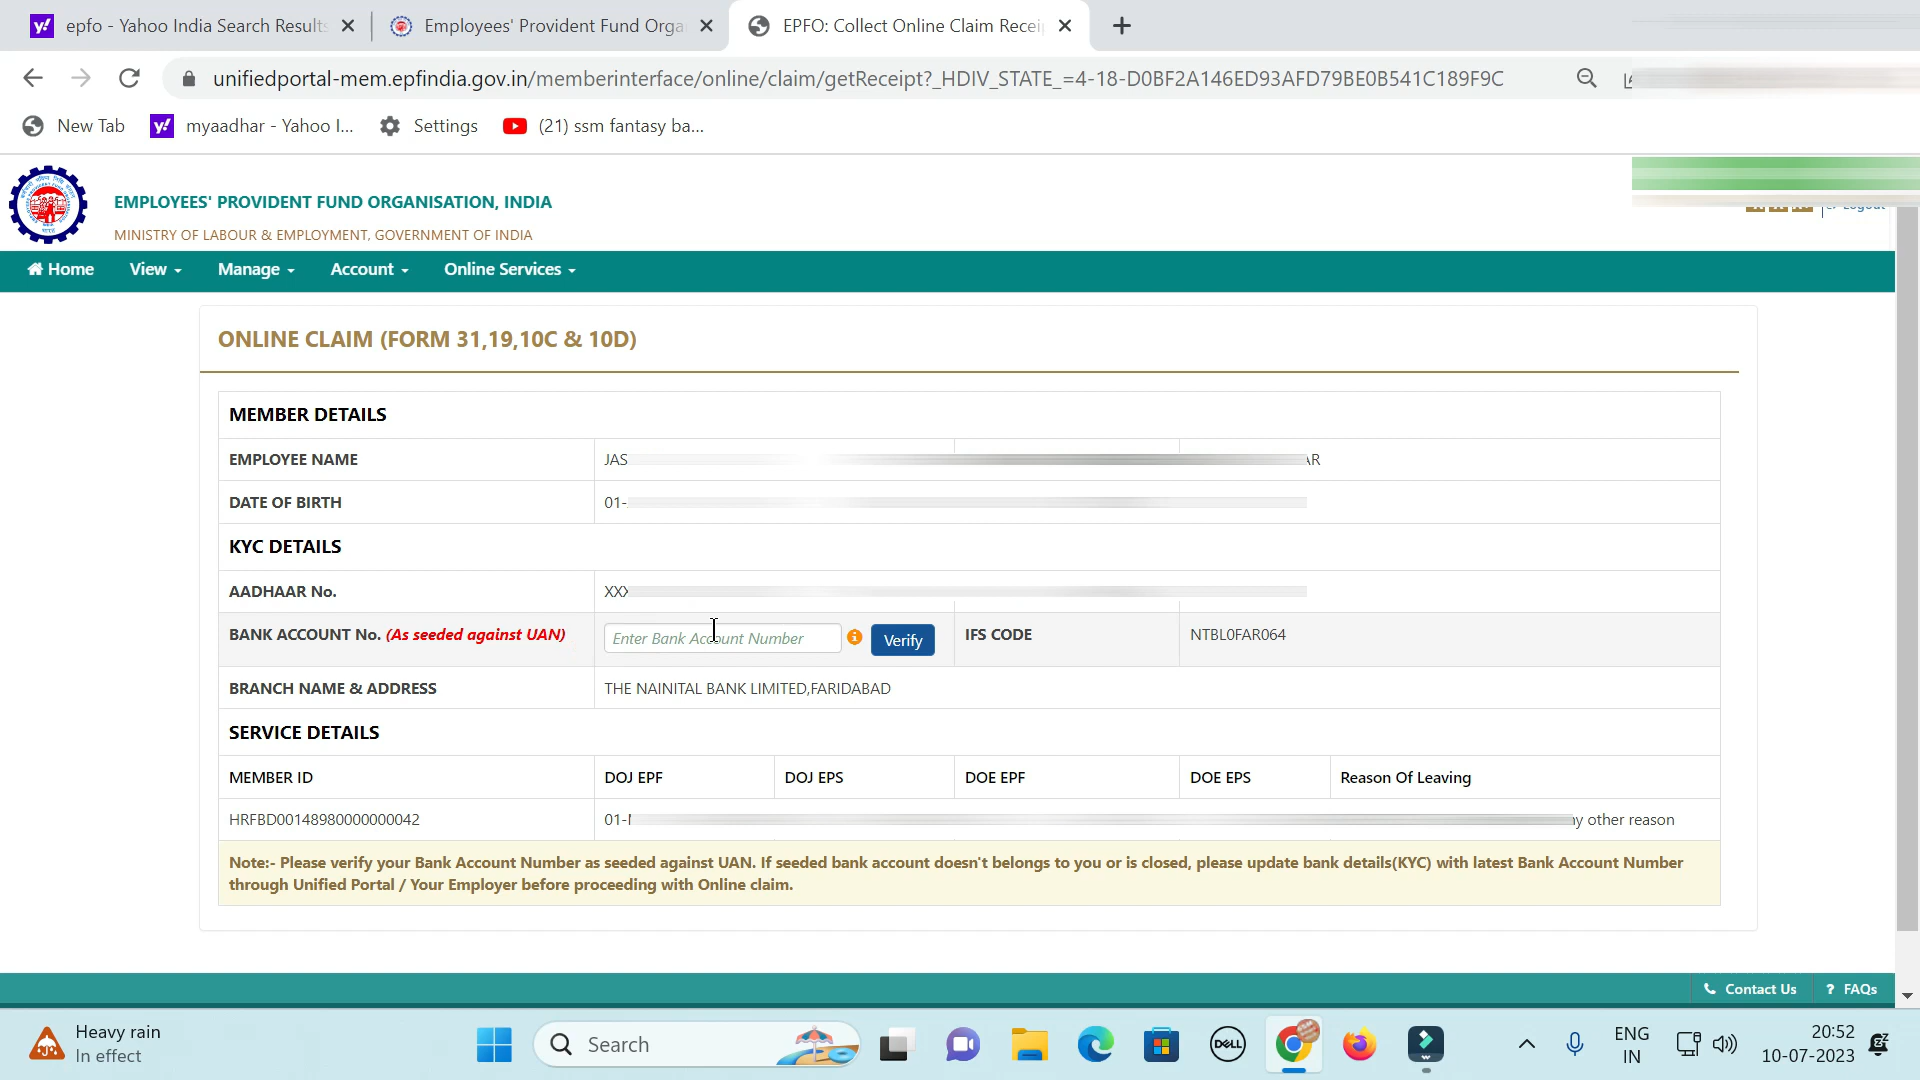 epfo - Yahoo India Search Results
Employees' Provident Fund Orga
EPFO: Collect Online Claim Recei
unifiedportal-mem.epfindia.gov.in/memberinterface/online/claim/getReceipt?_HDIV_STATE_=4-18-D0BF2A146ED93AFD79BE0B541C189F9C
New Tab
myaadhar - Yahoo I...
Settings
(21) ssm fantasy ba...
EMPLOYEES' PROVIDENT FUND ORGANISATION, INDIA
MINISTRY OF LABOUR & EMPLOYMENT, GOVERNMENT OF INDIA
Logout
Home View Manage Account Online Services
ONLINE CLAIM (FORM 31,19,10C & 10D)
MEMBER DETAILS
EMPLOYEE NAME JAS AR
DATE OF BIRTH 01-
KYC DETAILS
AADHAAR No. XXX
BANK ACCOUNT No. (As seeded against UAN) Enter Bank Account Number Verify IFS CODE NTBL0FAR064
BRANCH NAME & ADDRESS THE NAINITAL BANK LIMITED,FARIDABAD
SERVICE DETAILS
MEMBER ID DOJ EPF DOJ EPS DOE EPF DOE EPS Reason Of Leaving
HRFBD00148980000000042 01- y other reason
Note:- Please verify your Bank Account Number as seeded against UAN. If seeded bank account doesn't belongs to you or is closed, please update bank details(KYC) with latest Bank Account Number
through Unified Portal / Your Employer before proceeding with Online claim.
Contact Us ? FAQs
Heavy rain
In effect
Search
DELL
ENG
IN
20:52
10-07-2023